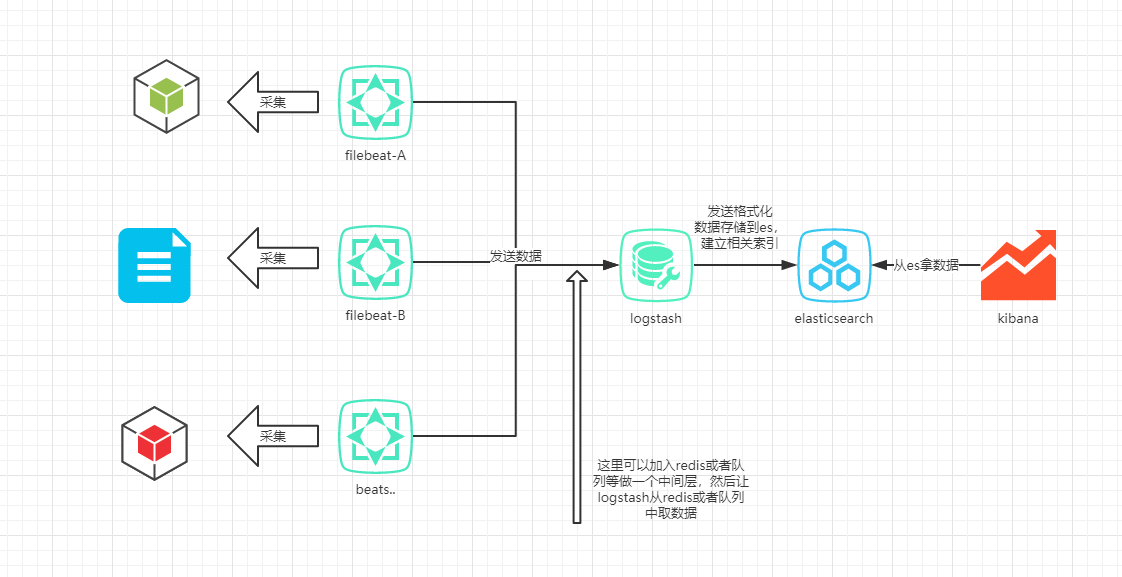 采集
filebeat-A
采集
filebeat-B
采集
beats..
发送数据
logstash
发送格式化
数据存储到es，
建立相关索引
elasticsearch
从es拿数据
kibana
这里可以加入redis或者队
列等做一个中间层，然后让
logstash从redis或者队列
中取数据